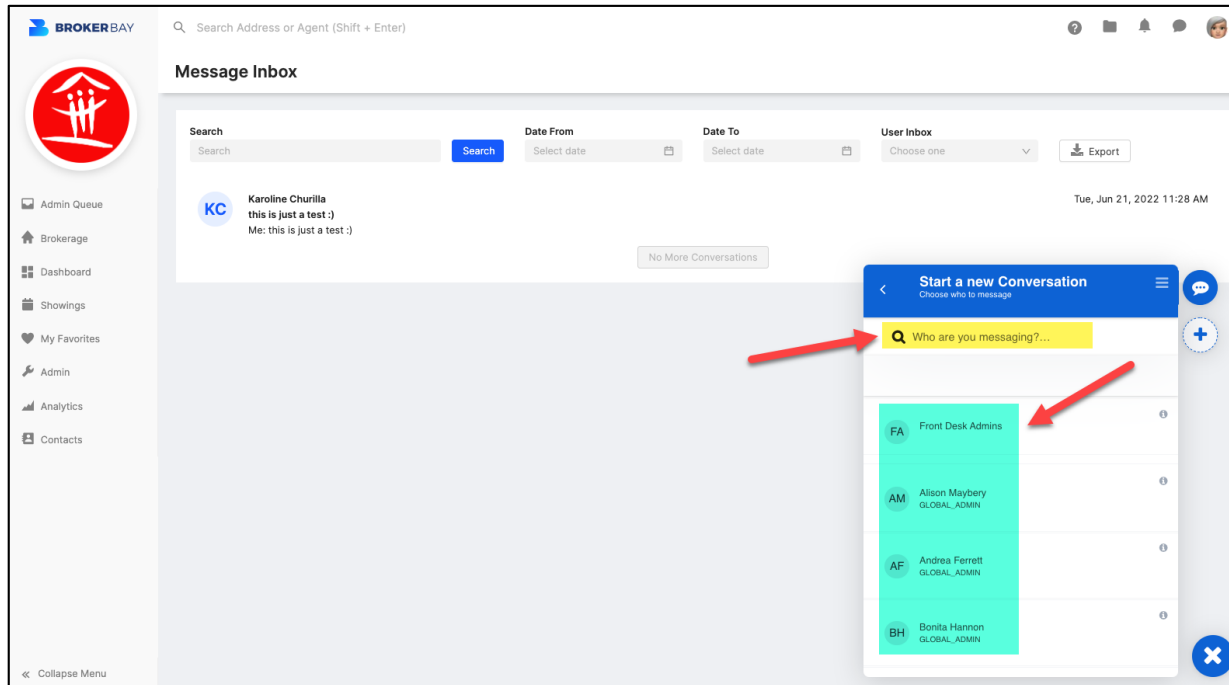 BROKERBAY
Search Address or Agent (Shift + Enter)
Message Inbox
Search
Date From
Date To
User Inbox
Search
Search
Select date
Select date
Choose one
Export
KC
Karoline Churilla
Tue, Jun 21, 2022 11:28 AM
this is just a test :)
Me: this is just a test :)
No More Conversations
Admin Queue
Brokerage
Dashboard
Showings
My Favorites
Admin
Analytics
Contacts
« Collapse Menu
Start a new Conversation
Choose who to message
Who are you messaging?...
FA
Front Desk Admins
AM
Alison Maybery
GLOBAL_ADMIN
AF
Andrea Ferrett
GLOBAL_ADMIN
BH
Bonita Hannon
GLOBAL_ADMIN